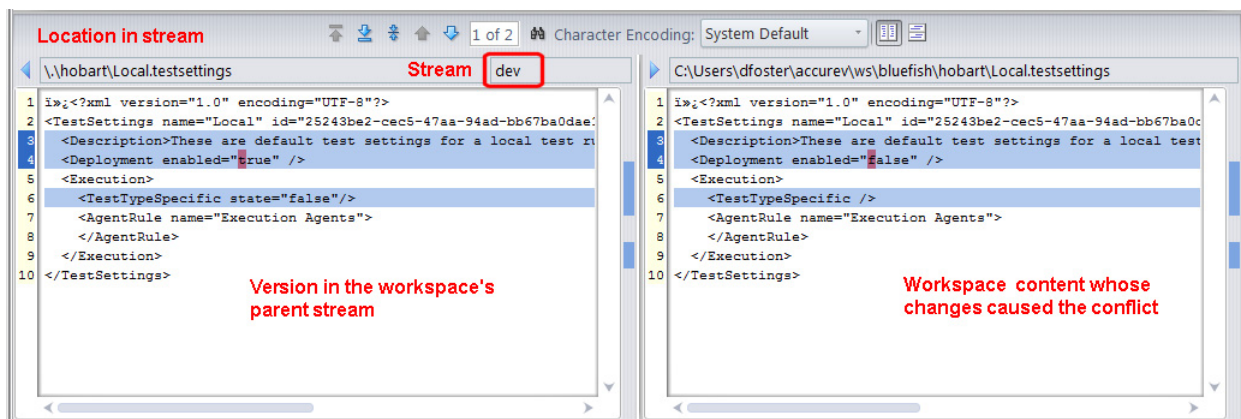 Location in stream
1 of 2 Character Encoding: System Default
\.\hobart\Local.testsettings Stream dev
1 ï»¿<?xml version="1.0" encoding="UTF-8"?>
2 <TestSettings name="Local" id="25243be2-cec5-47aa-94ad-bb67ba0dae1
3 <Description>These are default test settings for a local test ru
4 <Deployment enabled="true" />
5 <Execution>
6 <TestTypeSpecific state="false"/>
7 <AgentRule name="Execution Agents">
8 </AgentRule>
9 </Execution>
10 </TestSettings>
Version in the workspace's
parent stream
C:\Users\dfoster\accurev\ws\bluefish\hobart\Local.testsettings
1 ï»¿<?xml version="1.0" encoding="UTF-8"?>
2 <TestSettings name="Local" id="25243be2-cec5-47aa-94ad-bb67ba0d
3 <Description>These are default test settings for a local test
4 <Deployment enabled="false" />
5 <Execution>
6 <TestTypeSpecific />
7 <AgentRule name="Execution Agents">
8 </AgentRule>
9 </Execution>
10 </TestSettings>
Workspace content whose
changes caused the conflict